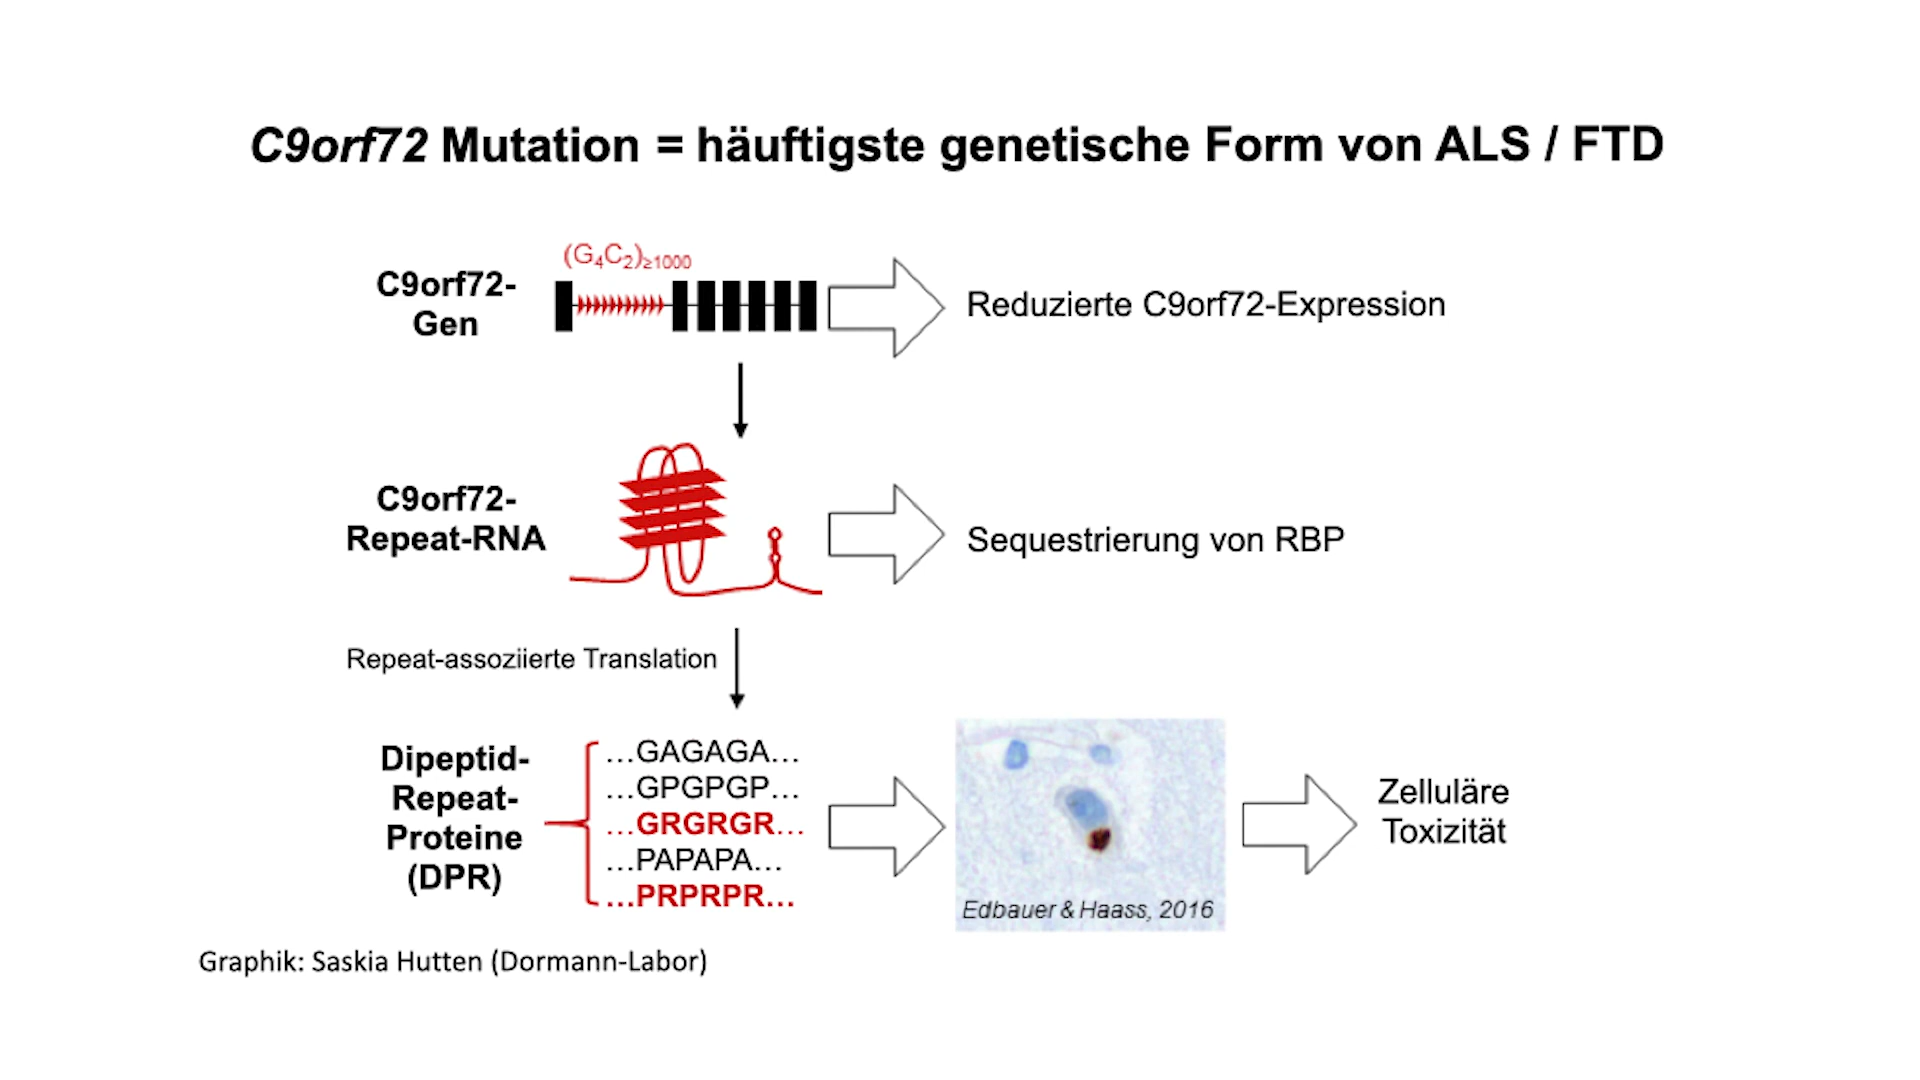 C9orf72 Mutation = häuftigste genetische Form von ALS / FTD
(G₄C₂)≥1000
C9orf72-
Gen
Reduzierte C9orf72-Expression
C9orf72-
Repeat-RNA
Sequestrierung von RBP
Repeat-assoziierte Translation
Dipeptid-
Repeat-
Proteine
(DPR)
...GAGAGA...
...GPGPGP...
...GRGRGR...
...PAPAPA...
...PRPRPR...
Edbauer & Haass, 2016
Zelluläre
Toxizität
Graphik: Saskia Hutten (Dormann-Labor)